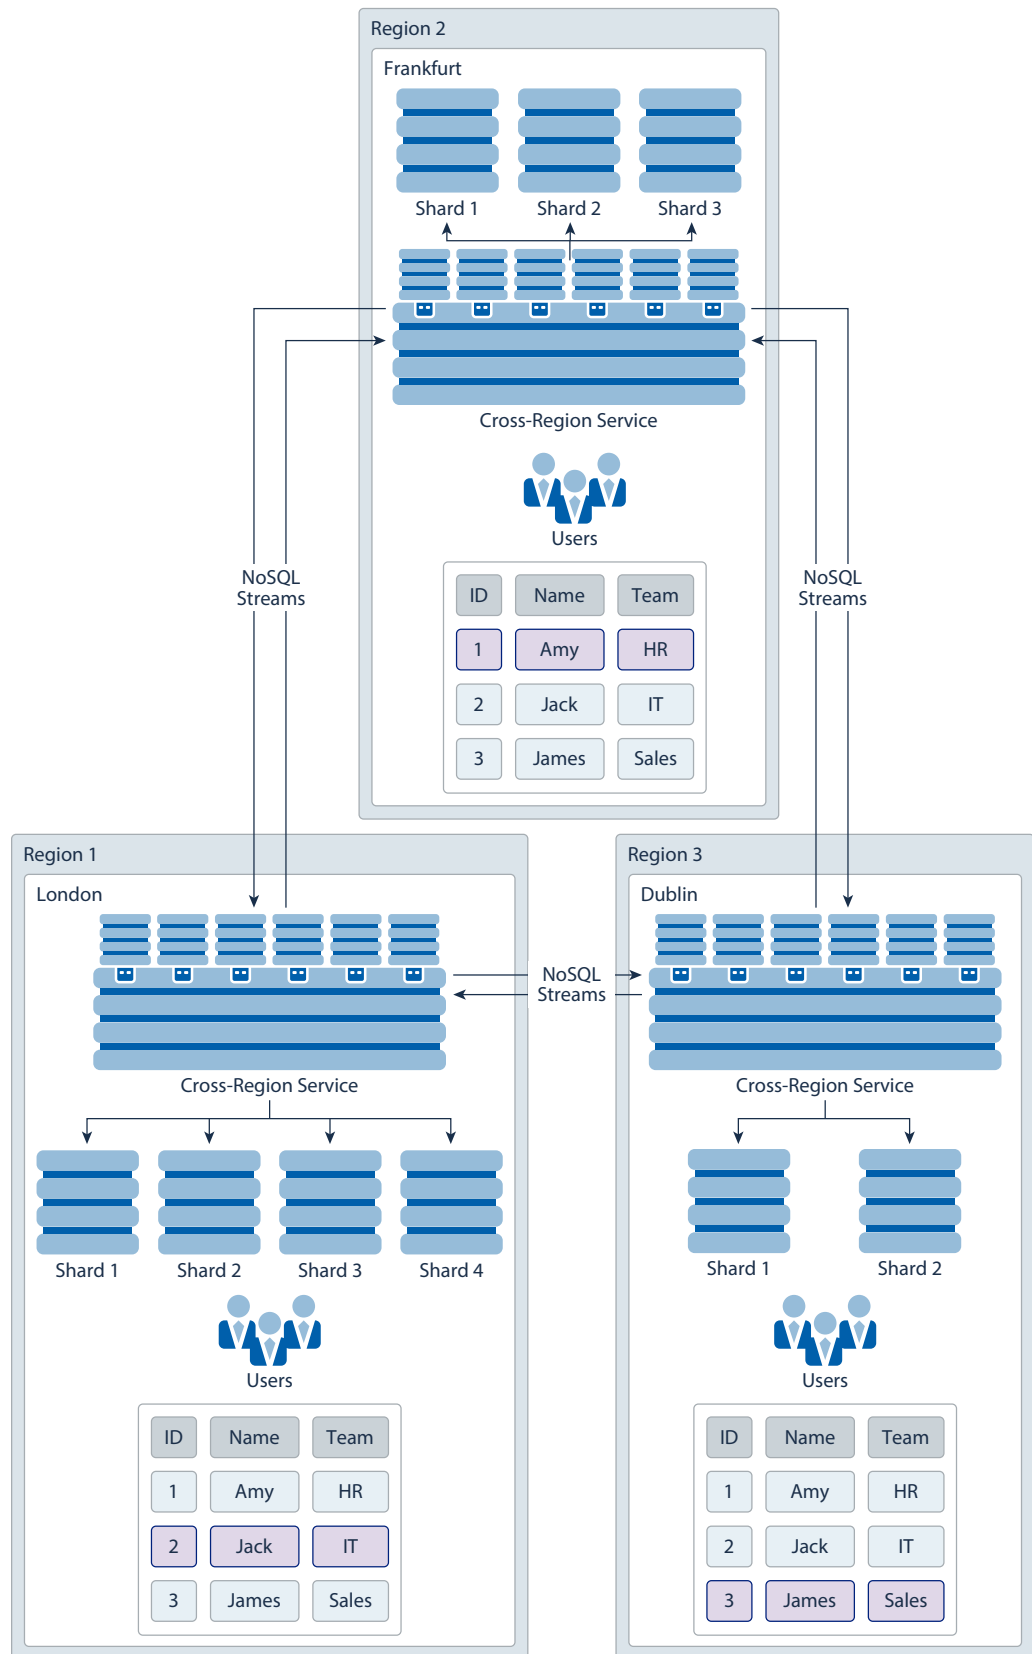 Region 2
Frankfurt
Shard 1 Shard 2 Shard 3
Cross-Region Service
Users
NoSQL
Streams
NoSQL
Streams
ID Name Team
1 Amy HR
2 Jack IT
3 James Sales
Region 1
London
Cross-Region Service
Shard 1 Shard 2 Shard 3 Shard 4
Users
ID Name Team
1 Amy HR
2 Jack IT
3 James Sales
NoSQL
Streams
Region 3
Dublin
Cross-Region Service
Shard 1 Shard 2
Users
ID Name Team
1 Amy HR
2 Jack IT
3 James Sales